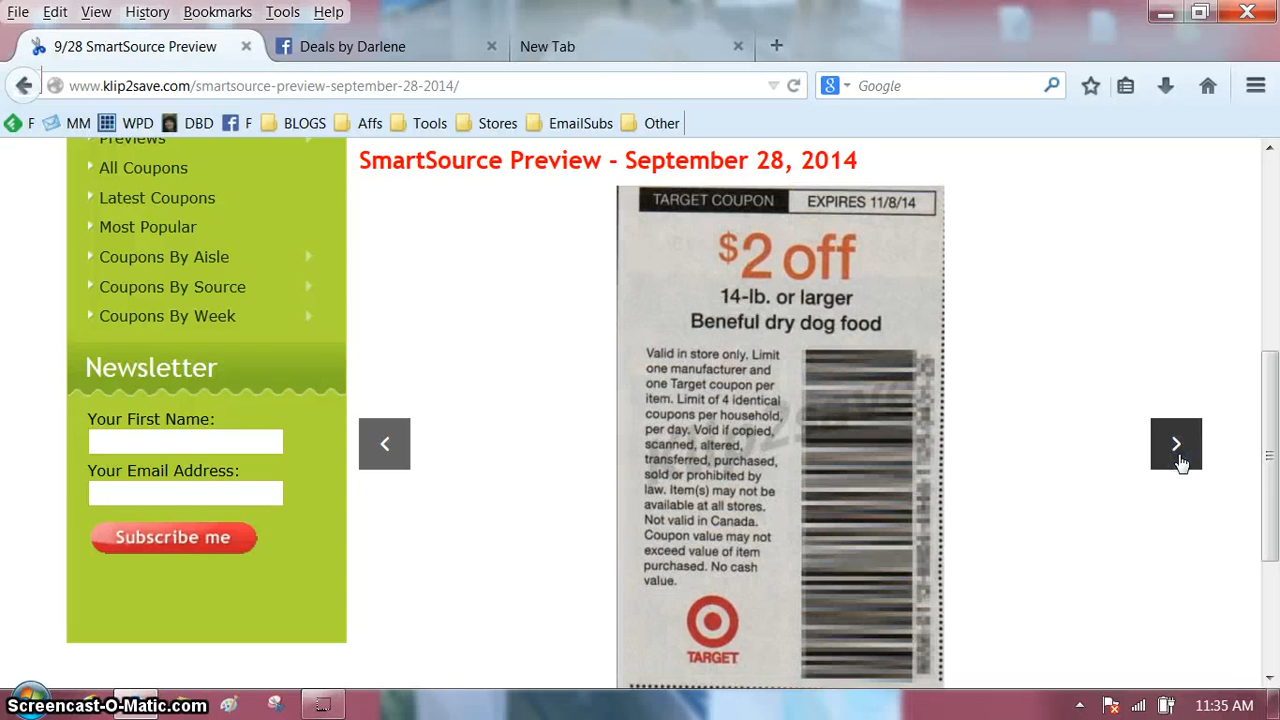 File Edit View History Bookmarks Tools Help
9/28 SmartSource Preview
Deals by Darlene
New Tab
www.klip2save.com/smartsource-preview-september-28-2014/
Google
F MM WPD DBD F BLOGS Affs Tools Stores EmailSubs Other
Previews
All Coupons
Latest Coupons
Most Popular
Coupons By Aisle
Coupons By Source
Coupons By Week
Newsletter
Your First Name:
Your Email Address:
Subscribe me
SmartSource Preview - September 28, 2014
TARGET COUPON EXPIRES 11/8/14
$2 off
14-lb. or larger
Beneful dry dog food
Valid in store only. Limit
one manufacturer and
one Target coupon per
item. Limit of 4 identical
coupons per household,
per day. Void if copied,
scanned, altered,
transferred, purchased,
sold or prohibited by
law. Item(s) may not be
available at all stores.
Not valid in Canada.
Coupon value may not
exceed value of item
purchased. No cash
value.
TARGET
Screencast-O-Matic.com
11:35 AM